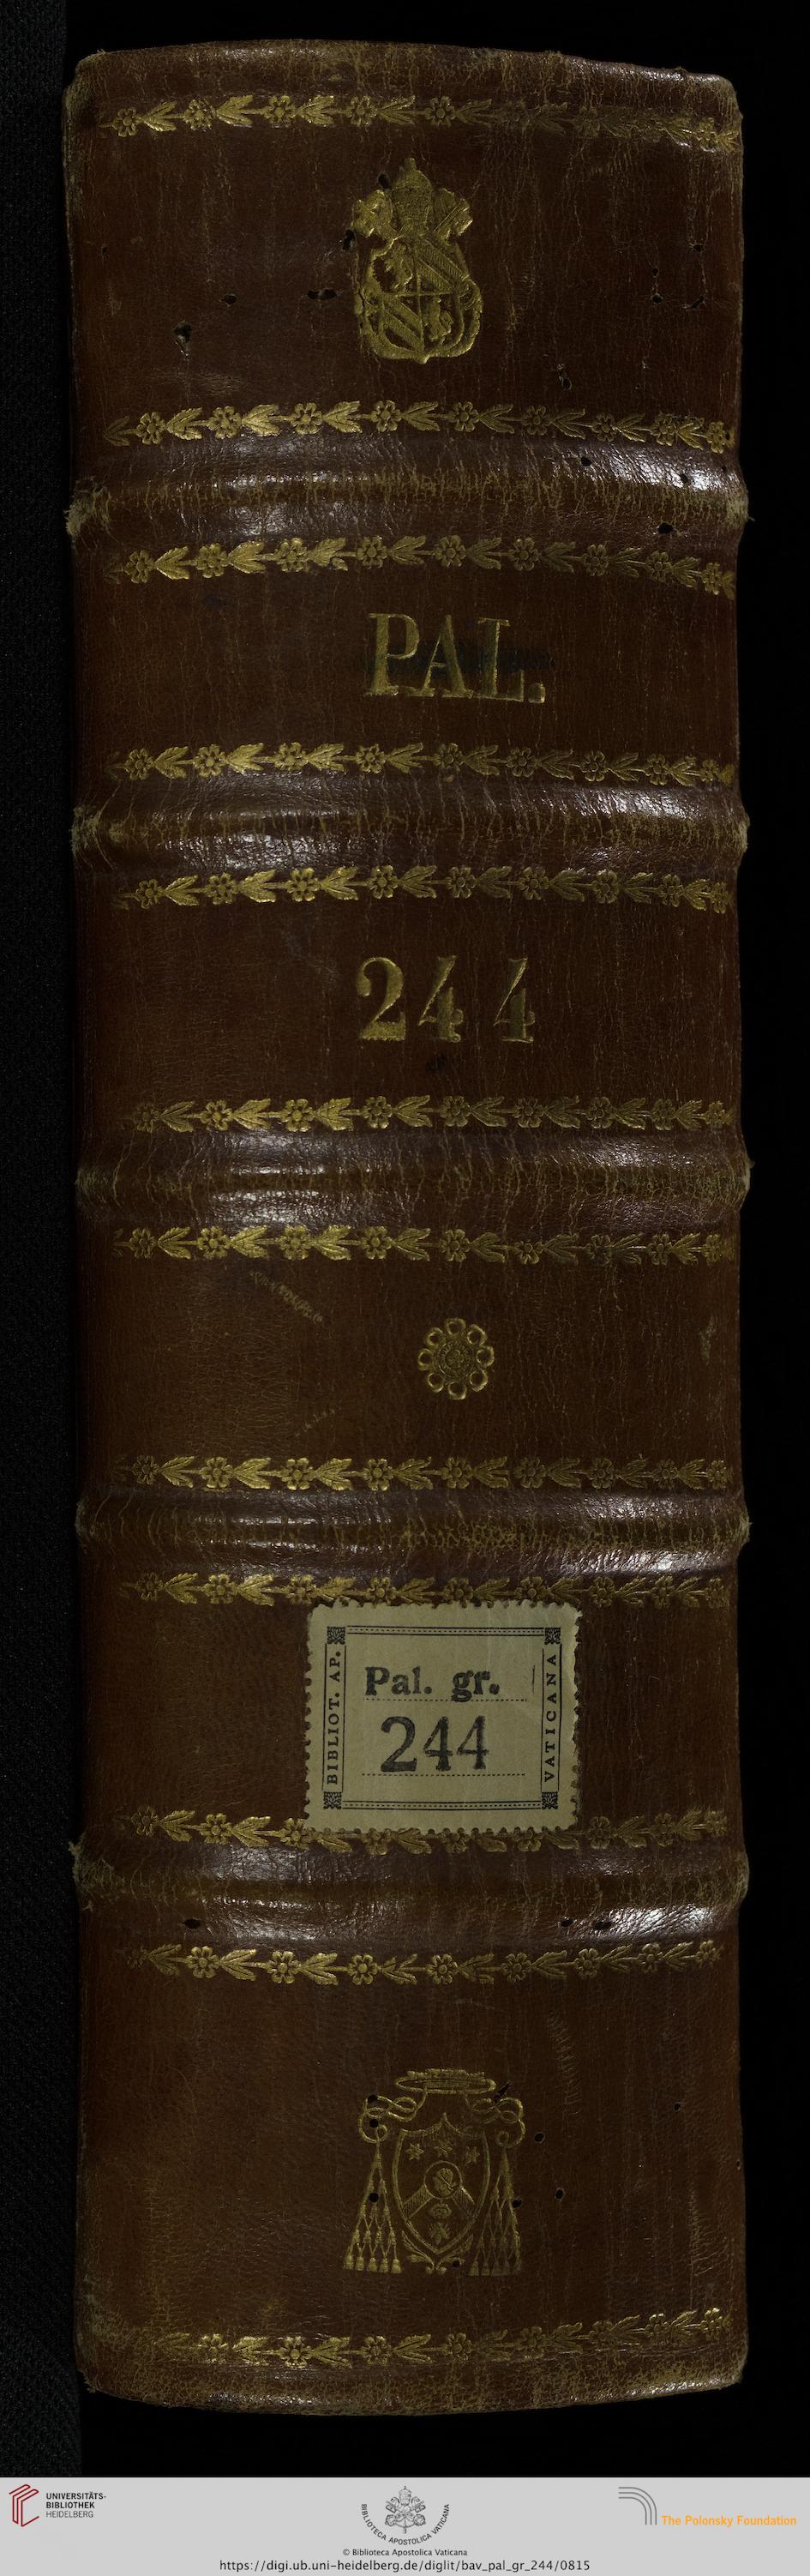 PAL.
244
BIBLIOT. AP.
Pal. gr.
244
VATICANA
UNIVERSITÄTS-
BIBLIOTHEK
HEIDELBERG
BIBLIOTECA APOSTOLICA VATICANA
The Polonsky Foundation
© Biblioteca Apostolica Vaticana
https://digi.ub.uni-heidelberg.de/diglit/bav_pal_gr_244/0815